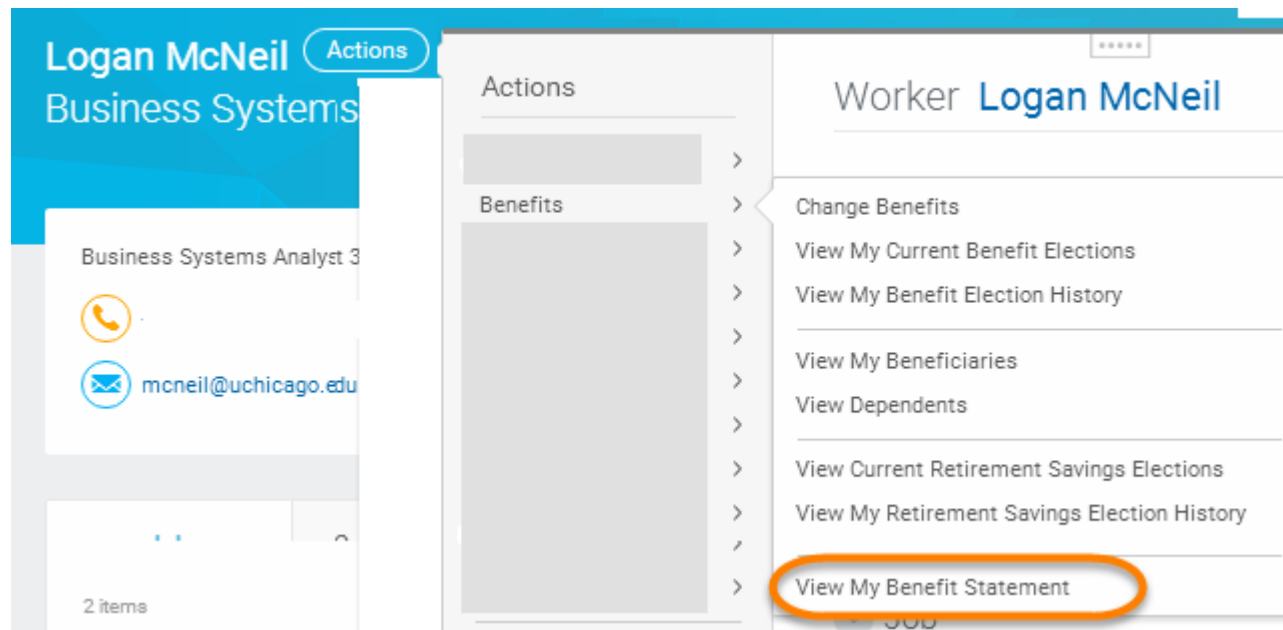 Logan McNeil Actions
Business Systems
Business Systems Analyst 3
mcneil@uchicago.edu
2 items
Actions
Benefits
Worker Logan McNeil
Change Benefits
View My Current Benefit Elections
View My Benefit Election History
View My Beneficiaries
View Dependents
View Current Retirement Savings Elections
View My Retirement Savings Election History
View My Benefit Statement